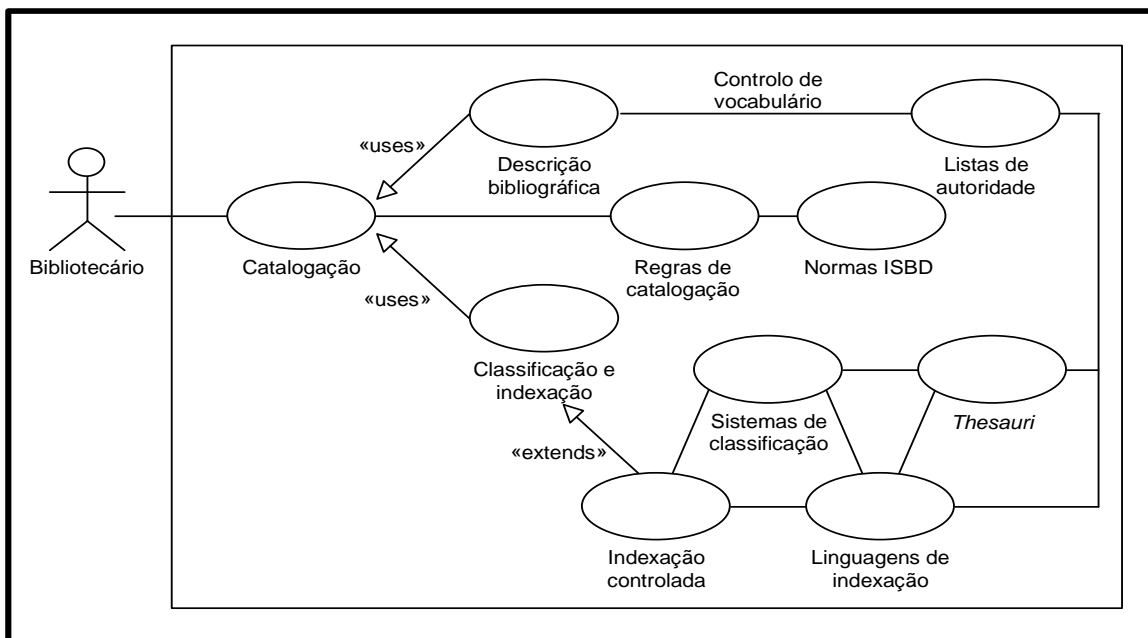 Controlo de
vocabulário
«uses»
Descrição
bibliográfica
Listas de
autoridade
Bibliotecário
Catalogação
Regras de
catalogação
Normas ISBD
«uses»
Classificação e
indexação
Sistemas de
classificação
Thesauri
«extends»
Indexação
controlada
Linguagens de
indexação